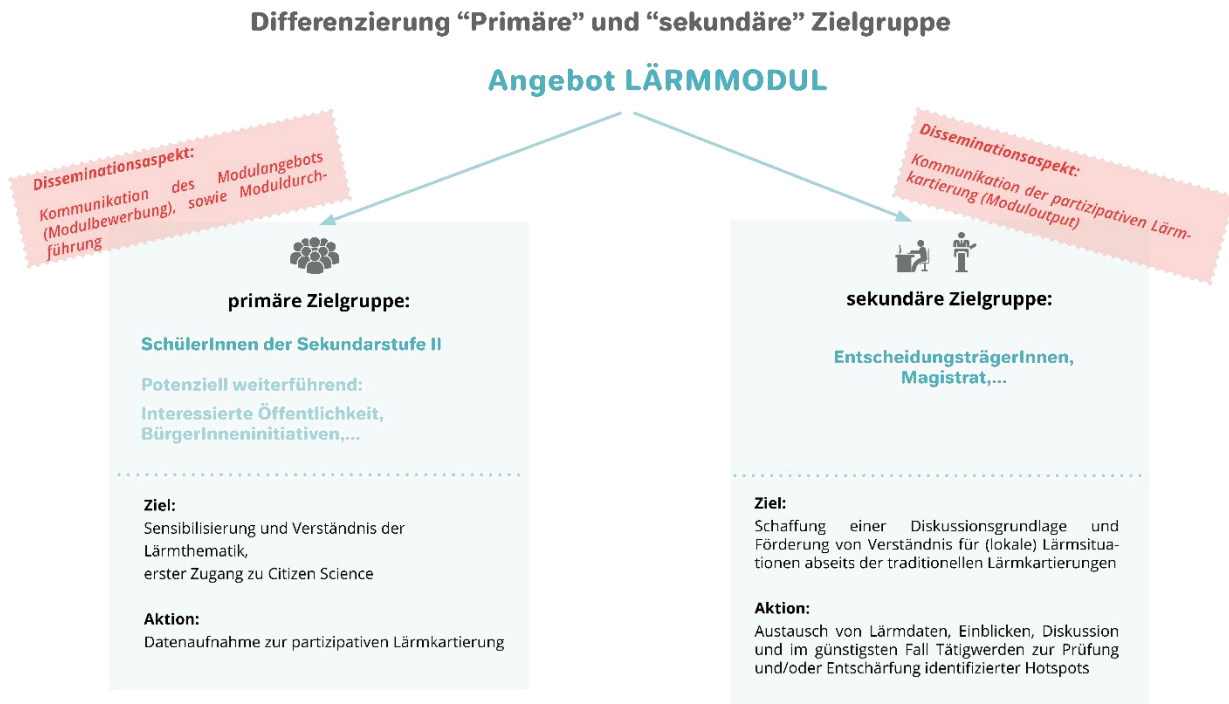 Differenzierung “Primäre” und “sekundäre” Zielgruppe
Angebot LÄRMMODUL
Disseminationsaspekt:
Kommunikation des Modulangebots
(Modulbewerbung), sowie Moduldurch-
führung
Disseminationsaspekt:
Kommunikation der partizipativen Lärm-
kartierung (Moduloutput)
primäre Zielgruppe:
SchülerInnen der Sekundarstufe II
Potenziell weiterführend:
Interessierte Öffentlichkeit,
BürgerInneninitiativen,...
Ziel:
Sensibilisierung und Verständnis der
Lärmthematik,
erster Zugang zu Citizen Science
Aktion:
Datenaufnahme zur partizipativen Lärmkartierung
sekundäre Zielgruppe:
EntscheidungsträgerInnen,
Magistrat,...
Ziel:
Schaffung einer Diskussionsgrundlage und
Förderung von Verständnis für (lokale) Lärmsitua-
tionen abseits der traditionellen Lärmkartierungen
Aktion:
Austausch von Lärmdaten, Einblicken, Diskussion
und im günstigsten Fall Tätigwerden zur Prüfung
und/oder Entschärfung identifizierter Hotspots